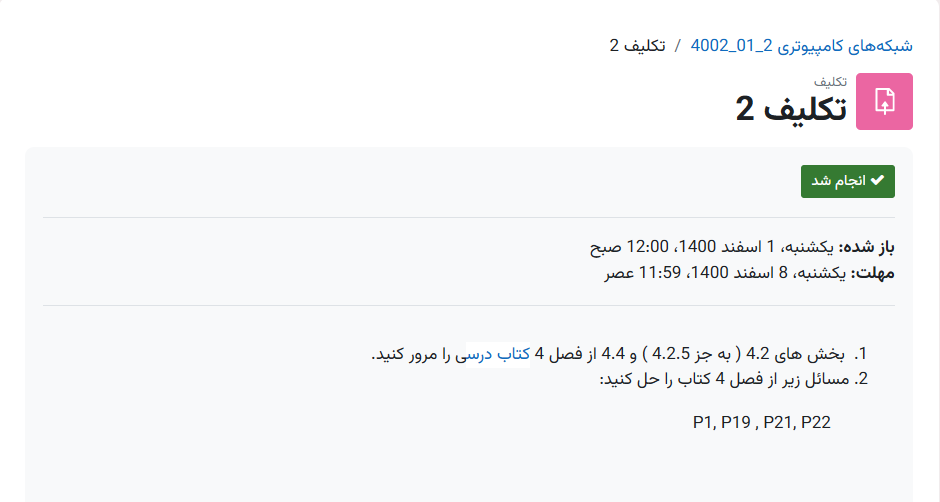 شبکه‌های کامپیوتری 2_01_4002 / تکلیف 2
تکلیف
تکلیف 2
انجام شد
باز شده: یکشنبه، 1 اسفند 1400، 12:00 صبح
مهلت: یکشنبه، 8 اسفند 1400، 11:59 عصر
1. بخش های 4.2 ( به جز 4.2.5 ) و 4.4 از فصل 4 کتاب درسی را مرور کنید.
2. مسائل زیر از فصل 4 کتاب را حل کنید:
P1, P19 , P21, P22